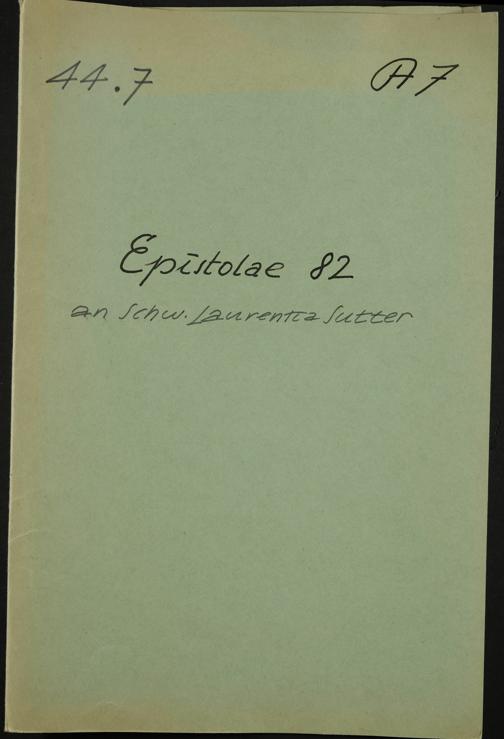 44.7
A7
Epistolae 82
an Schw. Laurentia Sutter